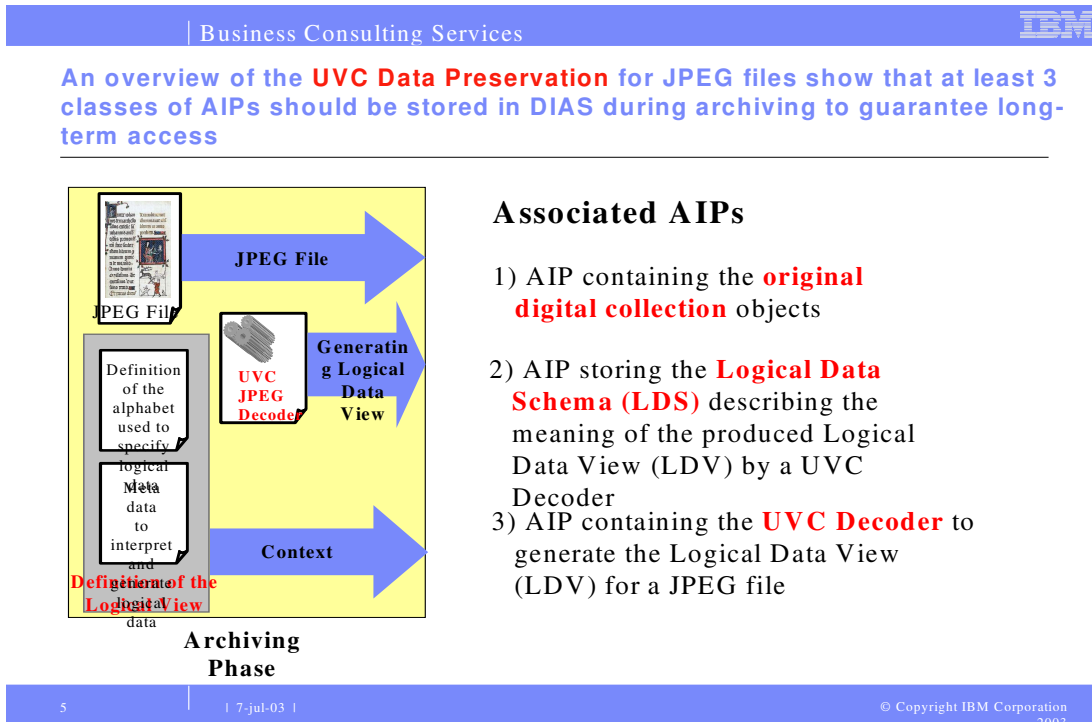 Business Consulting Services
IBM
An overview of the UVC Data Preservation for JPEG files show that at least 3
classes of AIPs should be stored in DIAS during archiving to guarantee long-
term access
JPEG File
JPEG File
UVC
JPEG
Decoder
Generatin
g Logical
Data
View
Definition
of the
alphabet
used to
specify
logical
data
Meta
data
to
interpret
and
generate
logical
data
Definition of the
Logical View
Context
Archiving
Phase
Associated AIPs
1) AIP containing the original
digital collection objects
2) AIP storing the Logical Data
Schema (LDS) describing the
meaning of the produced Logical
Data View (LDV) by a UVC
Decoder
3) AIP containing the UVC Decoder to
generate the Logical Data View
(LDV) for a JPEG file
5
| 7-jul-03 |
© Copyright IBM Corporation
2003